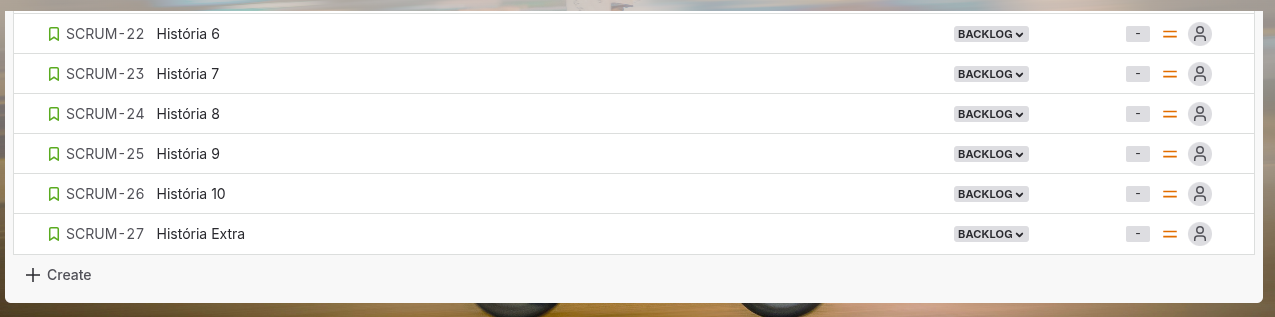 SCRUM-22 História 6 BACKLOG -
SCRUM-23 História 7 BACKLOG -
SCRUM-24 História 8 BACKLOG -
SCRUM-25 História 9 BACKLOG -
SCRUM-26 História 10 BACKLOG -
SCRUM-27 História Extra BACKLOG -
Create